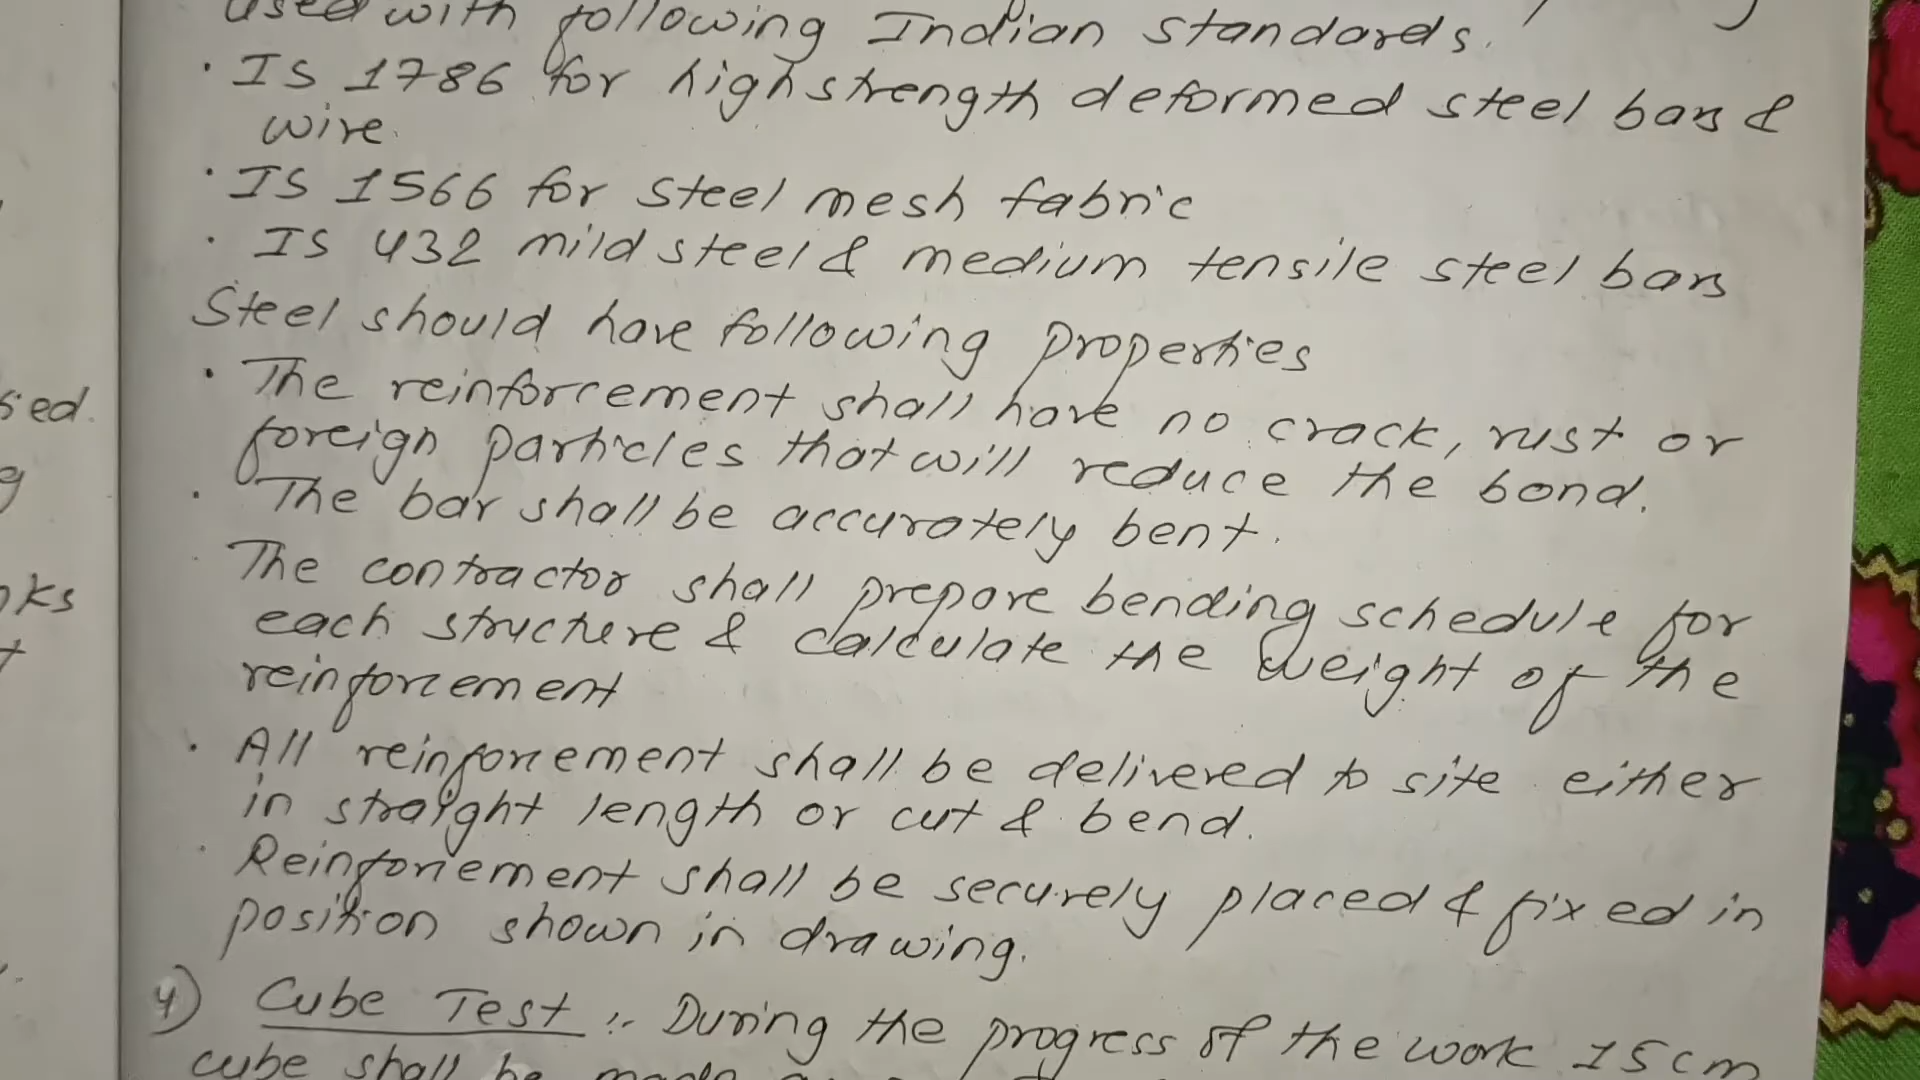 used with following Indian standards.
· IS 1786 for high strength deformed steel bars &
wire.
· IS 1566 for steel mesh fabric
· IS 432 mild steel & medium tensile steel bars
Steel should have following properties
· The reinforcement shall have no crack, rust or
foreign particles that will reduce the bond.
· The bar shall be accurately bent.
· The contractor shall prepare bending schedule for
each structure & calculate the weight of the
reinforcement
· All reinforcement shall be delivered to site either
in straight length or cut & bend.
· Reinforcement shall be securely placed & fixed in
position shown in drawing.
4) Cube Test :- During the progress of the work 15cm
cube shall be made